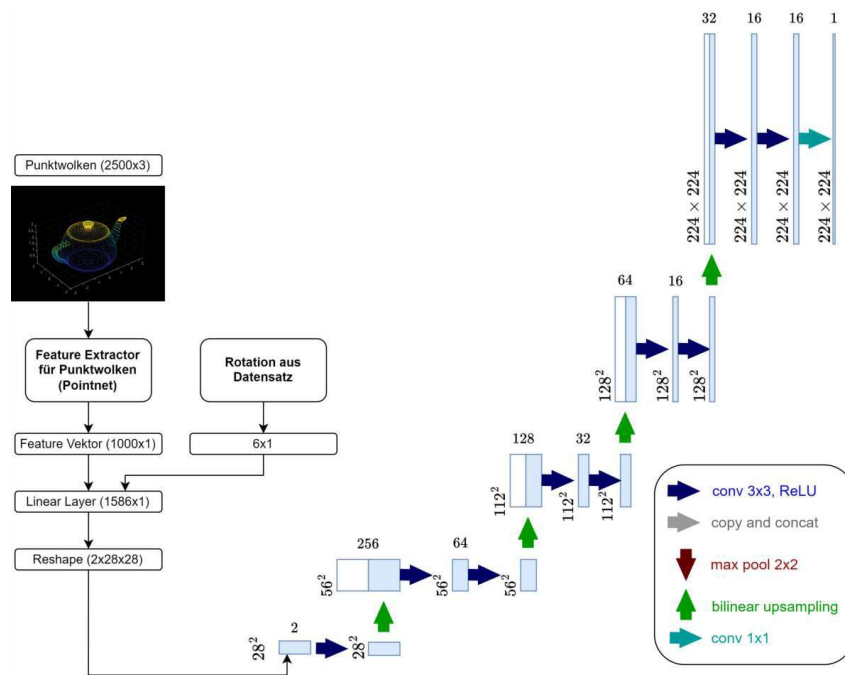 Punktwolken (2500x3)
Feature Extractor
für Punktwolken
(Pointnet)
Rotation aus
Datensatz
Feature Vektor (1000x1)
6x1
Linear Layer (1586x1)
Reshape (2x28x28)
2
28²
28²
256
64
56²
56²
56²
128
32
112²
112²
112²
64
16
128²
128²
128²
32
16
16
1
224 × 224
224 × 224
224 × 224
224 × 224
conv 3x3, ReLU
copy and concat
max pool 2x2
bilinear upsampling
conv 1x1